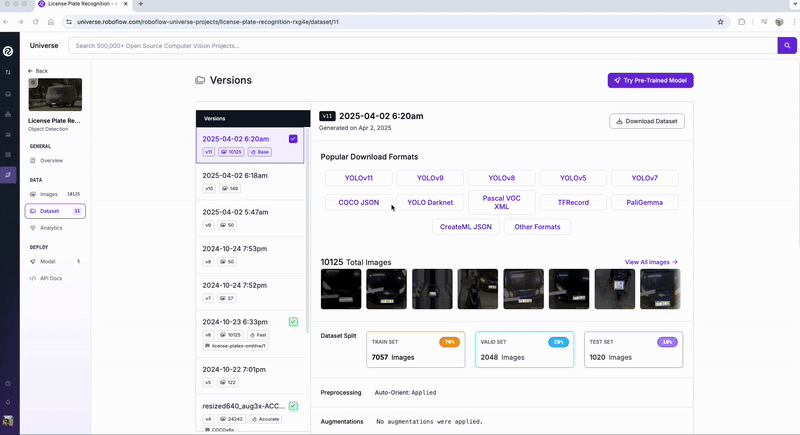 License Plate Recognition
universe.roboflow.com/roboflow-universe-projects/license-plate-recognition-rxg4e/dataset/11
Universe
Search 500,000+ Open Source Computer Vision Projects...
Back
License Plate Re...
Object Detection
GENERAL
Overview
DATA
Images 10125
Dataset 11
Analytics
DEPLOY
Model 5
API Docs
Versions
Try Pre-Trained Model
Versions
2025-04-02 6:20am
v11 10125 Base
2025-04-02 6:18am
v10 149
2025-04-02 5:47am
v9 50
2024-10-24 7:53pm
v8 50
2024-10-24 7:52pm
v7 27
2024-10-23 6:33pm
v6 10125 Fast
license-plates-omhhw/1
2024-10-22 7:01pm
v5 122
resized640_aug3x-ACC...
v4 24242 Accurate
v11 2025-04-02 6:20am
Generated on Apr 2, 2025
Download Dataset
Popular Download Formats
YOLOv11 YOLOv9 YOLOv8 YOLOv5 YOLOv7
COCO JSON YOLO Darknet Pascal VOC XML TFRecord PaliGemma
CreateML JSON Other Formats
10125 Total Images
View All Images →
Dataset Split
TRAIN SET 70%
7057 Images
VALID SET 20%
2048 Images
TEST SET 10%
1020 Images
Preprocessing Auto-Orient: Applied
Augmentations No augmentations were applied.